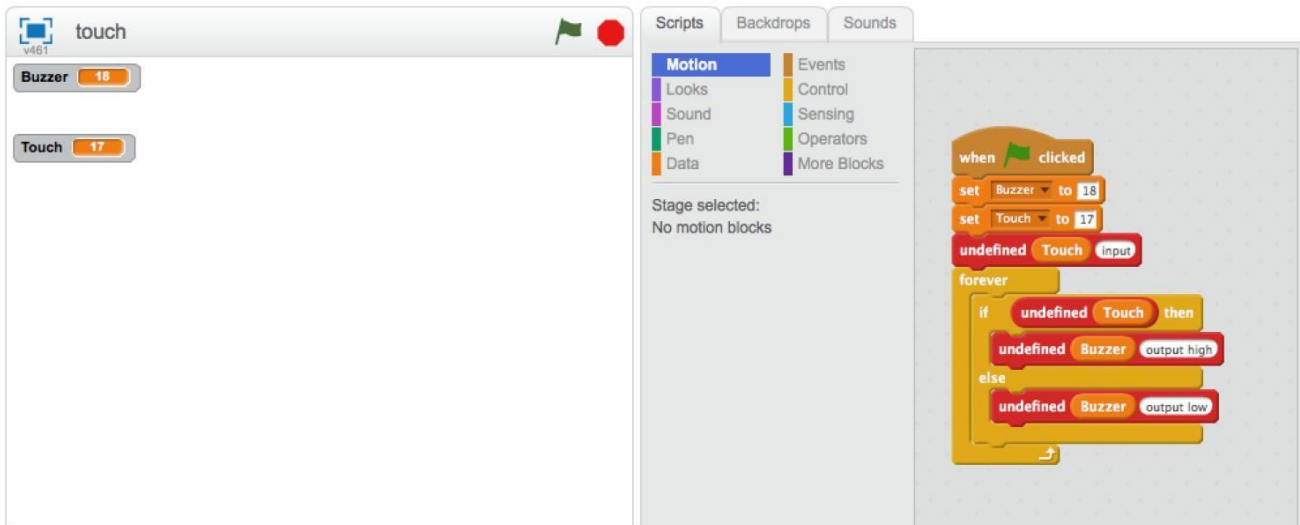 touch
v461
Buzzer 18
Touch 17
Scripts
Backdrops
Sounds
Motion
Looks
Sound
Pen
Data
Events
Control
Sensing
Operators
More Blocks
Stage selected:
No motion blocks
when clicked
set Buzzer to 18
set Touch to 17
undefined Touch input
forever
if undefined Touch then
undefined Buzzer output high
else
undefined Buzzer output low